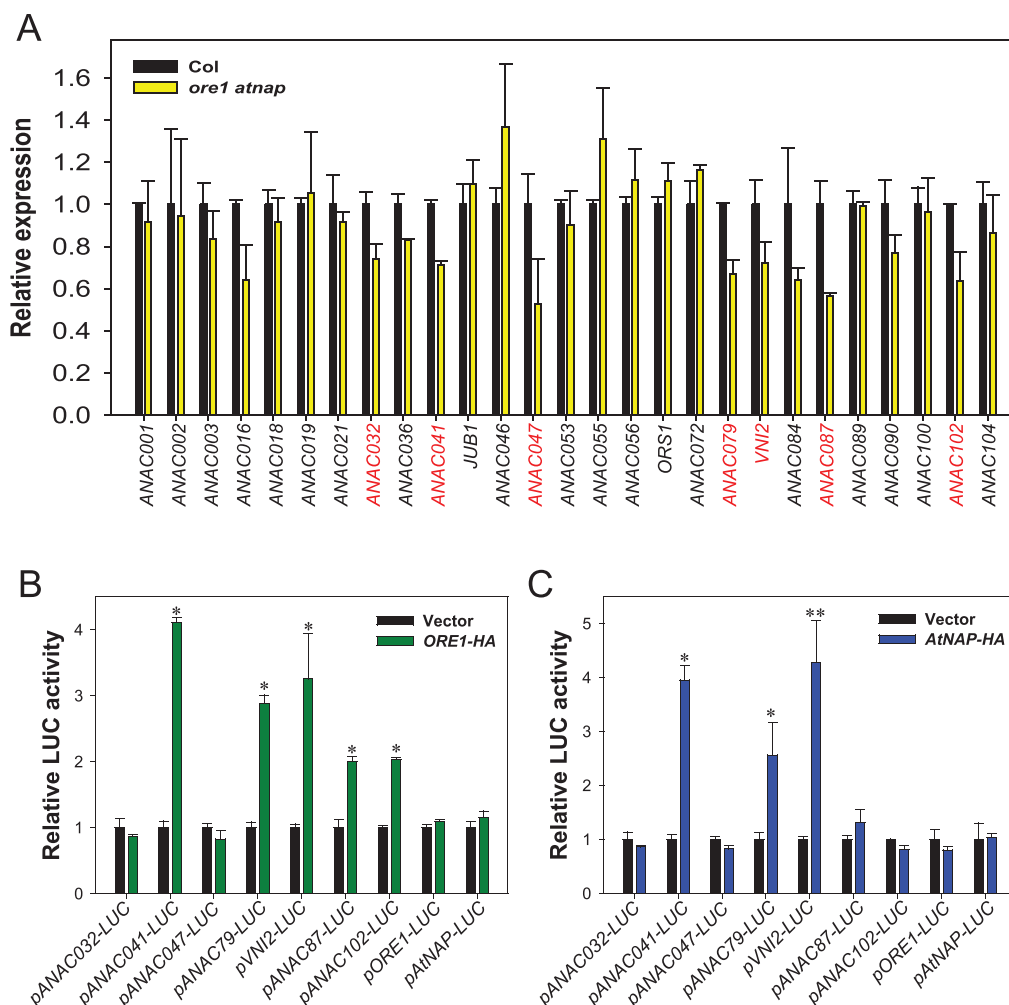 A
Col
ore1 atnap
Relative expression
1.6
1.4
1.2
1.0
0.8
0.6
0.4
0.2
0.0
ANAC001
ANAC002
ANAC003
ANAC016
ANAC018
ANAC019
ANAC021
ANAC032
ANAC036
ANAC041
JUB1
ANAC046
ANAC047
ANAC053
ANAC055
ANAC056
ORS1
ANAC072
ANAC079
VNI2
ANAC084
ANAC087
ANAC089
ANAC090
ANAC100
ANAC102
ANAC104
B
Vector
ORE1-HA
Relative LUC activity
4
3
2
1
0
*
*
*
*
*
pANAC032-LUC
pANAC041-LUC
pANAC047-LUC
pANAC79-LUC
pVNI2-LUC
pANAC87-LUC
pANAC102-LUC
pORE1-LUC
pAtNAP-LUC
C
Vector
AtNAP-HA
Relative LUC activity
5
4
3
2
1
0
*
*
**
pANAC032-LUC
pANAC041-LUC
pANAC047-LUC
pANAC79-LUC
pVNI2-LUC
pANAC87-LUC
pANAC102-LUC
pORE1-LUC
pAtNAP-LUC